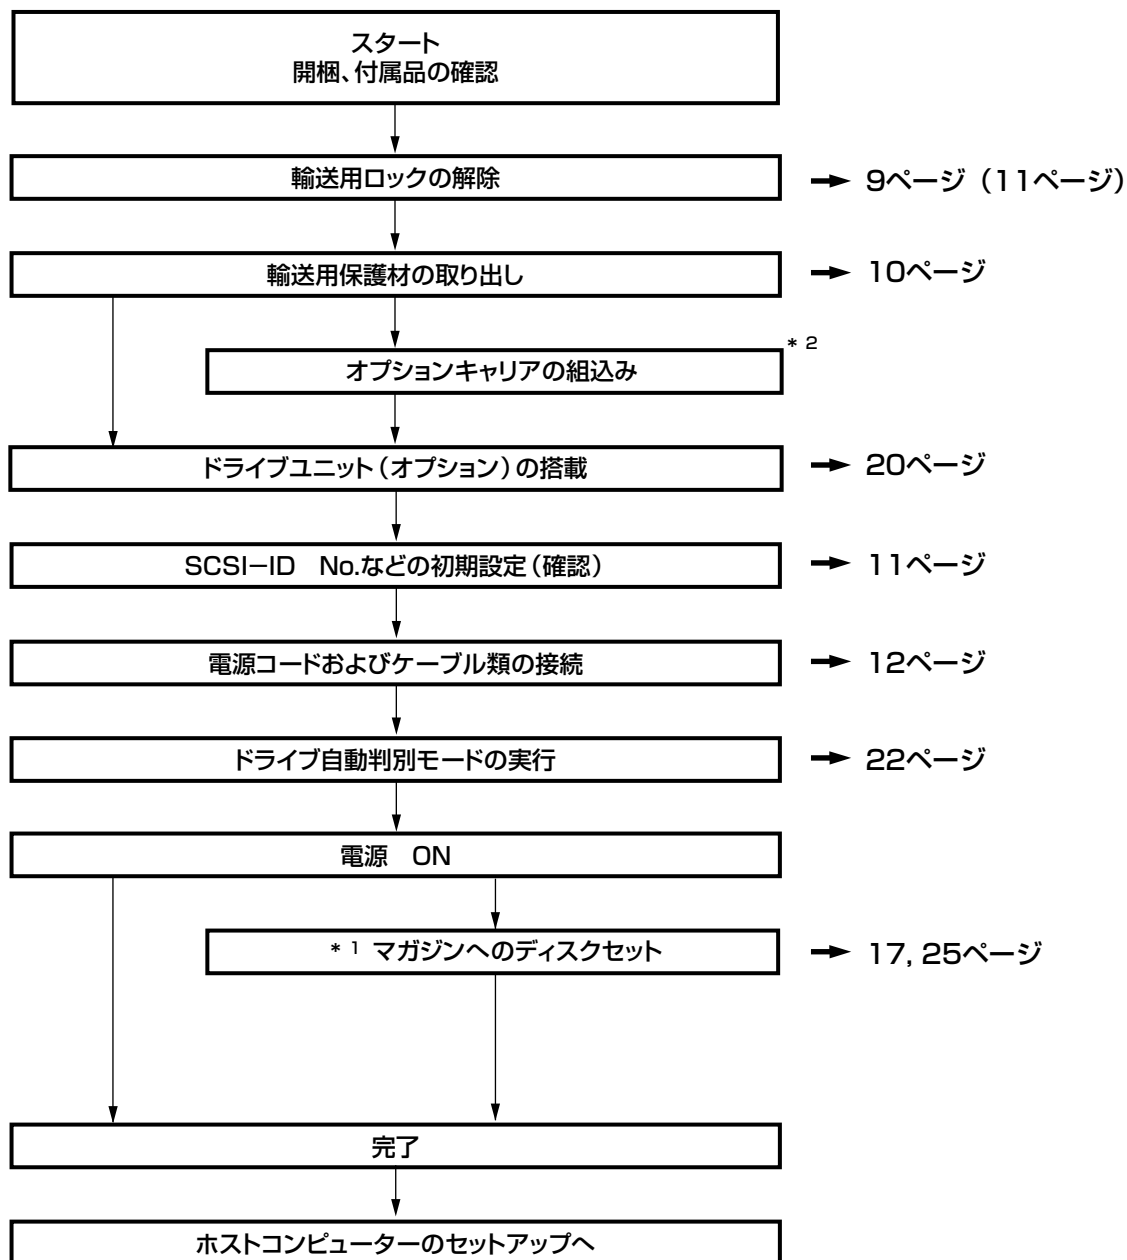 スタート
開梱、付属品の確認
輸送用ロックの解除
➞ 9ページ（11ページ）
輸送用保護材の取り出し
➞ 10ページ
オプションキャリアの組込み
* 2
ドライブユニット（オプション）の搭載
➞ 20ページ
SCSI−ID　No.などの初期設定（確認）
➞ 11ページ
電源コードおよびケーブル類の接続
➞ 12ページ
ドライブ自動判別モードの実行
➞ 22ページ
電源　ON
* 1 マガジンへのディスクセット
➞ 17, 25ページ
完了
ホストコンピューターのセットアップへ